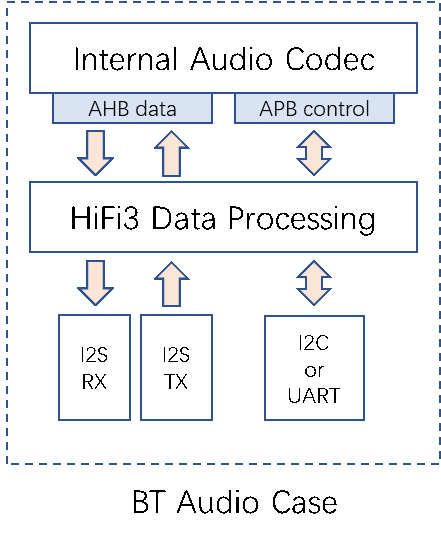 Internal Audio Codec
AHB data
APB control
HiFi3 Data Processing
I2S
RX
I2S
TX
I2C
or
UART
BT Audio Case